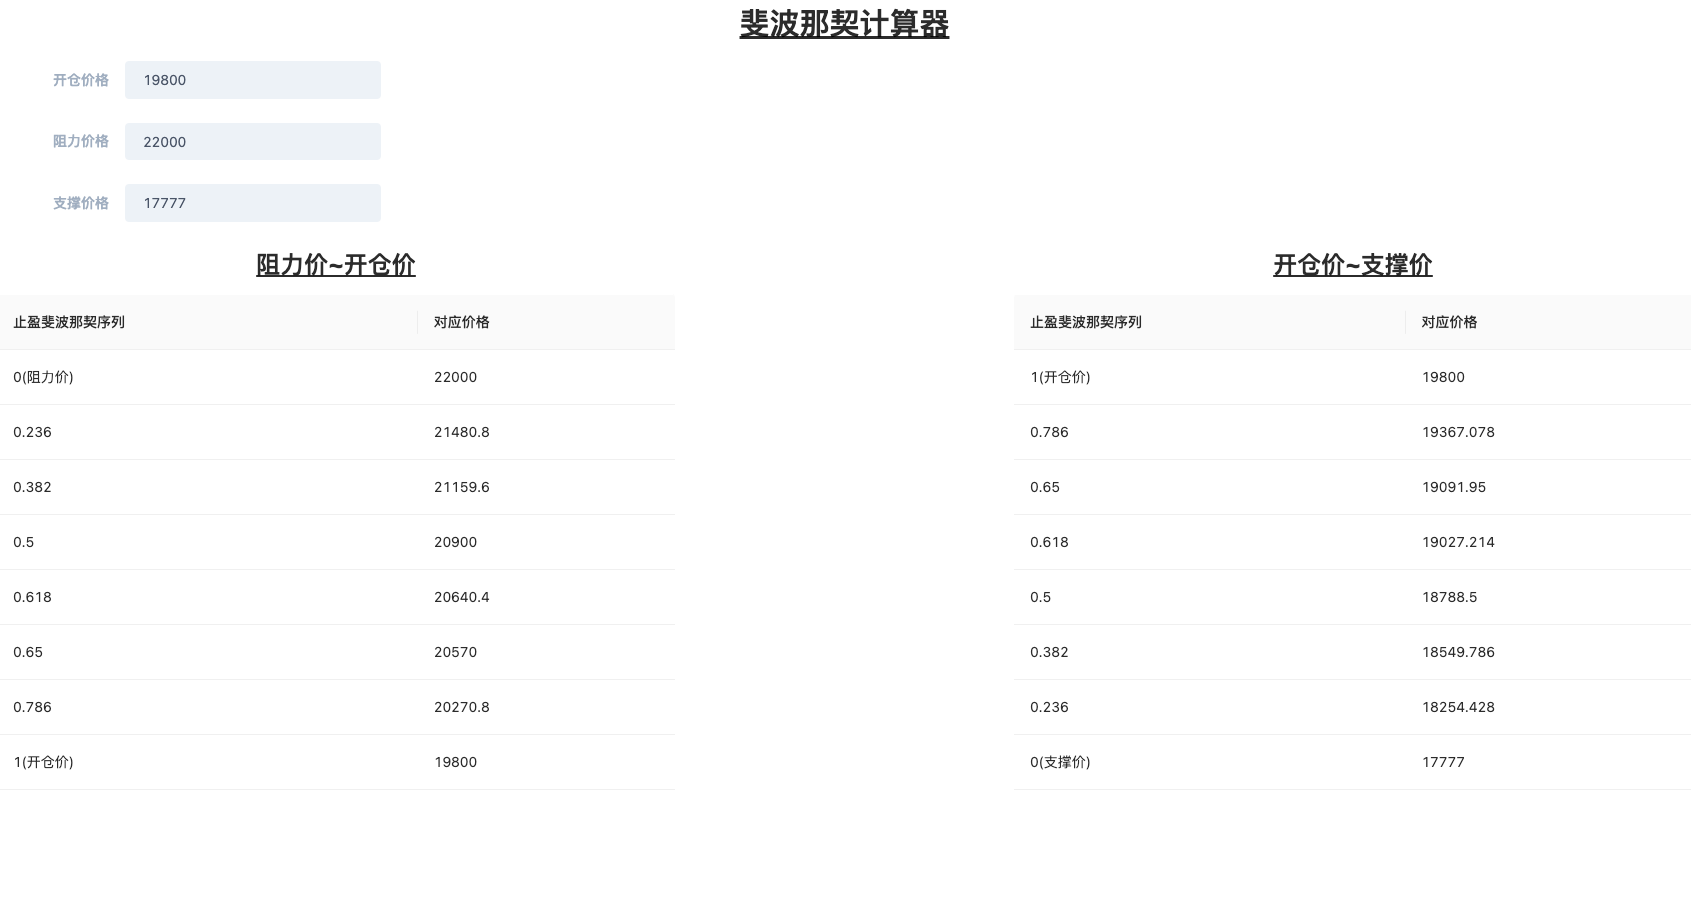 斐波那契计算器
开仓价格 19800
阻力价格 22000
支撑价格 17777
阻力价~开仓价
止盈斐波那契序列 对应价格
0(阻力价) 22000
0.236 21480.8
0.382 21159.6
0.5 20900
0.618 20640.4
0.65 20570
0.786 20270.8
1(开仓价) 19800
开仓价~支撑价
止盈斐波那契序列 对应价格
1(开仓价) 19800
0.786 19367.078
0.65 19091.95
0.618 19027.214
0.5 18788.5
0.382 18549.786
0.236 18254.428
0(支撑价) 17777